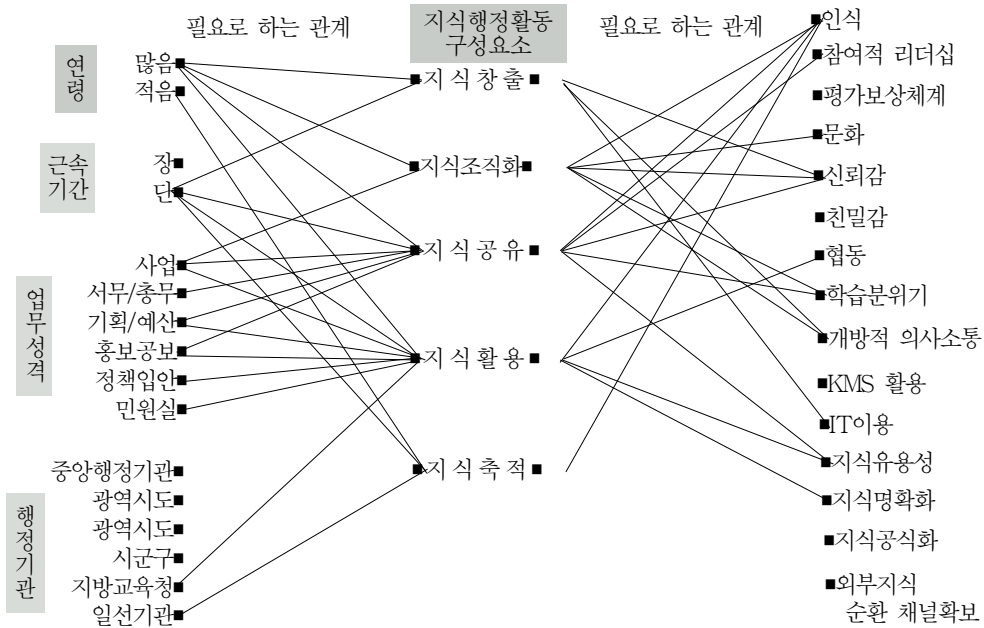 필요로 하는 관계
지식행정활동
구성요소
필요로 하는 관계
연령
많음
적음
근속
기간
장
단
업무성격
사업
서무/총무
기획/예산
홍보공보
정책입안
민원실
행정기관
중앙행정기관
광역시도
광역시도
시군구
지방교육청
일선기관
지식창출
지식조직화
지식공유
지식활용
지식축적
인식
참여적 리더십
평가보상체계
문화
신뢰감
친밀감
협동
학습분위기
개방적 의사소통
KMS 활용
IT이용
지식유용성
지식명확화
지식공식화
외부지식
순환 채널확보